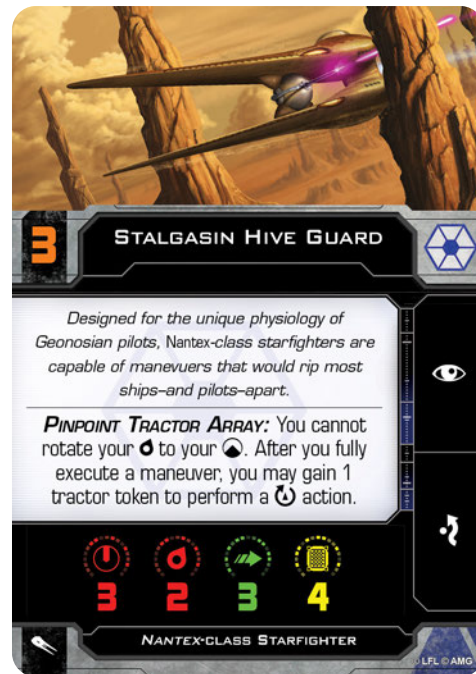 3 STALGASIN HIVE GUARD
Designed for the unique physiology of
Geonosian pilots, Nantex-class starfighters are
capable of manevuers that would rip most
ships–and pilots–apart.
PINPOINT TRACTOR ARRAY: You cannot
rotate your to your . After you fully
execute a maneuver, you may gain 1
tractor token to perform a action.
3 2 3 4
NANTEX-CLASS STARFIGHTER
LFL © AMG